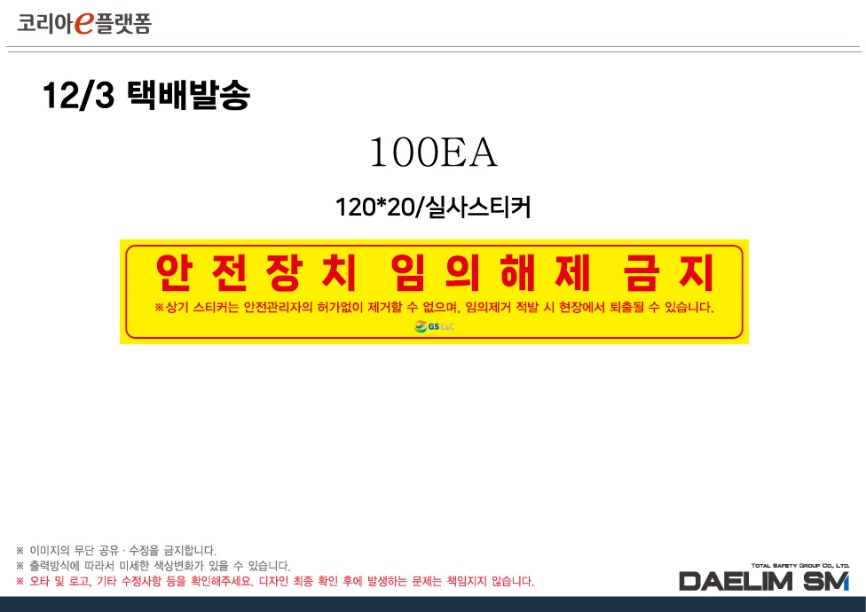 코리아e플랫폼
12/3 택배발송
100EA
120*20/실사스티커
안전장치 임의해제 금지
※상기 스티커는 안전관리자의 허가없이 제거할 수 없으며, 임의제거 적발 시 현장에서 퇴출될 수 있습니다.
GS E&C
※ 이미지의 무단 공유 · 수정을 금지합니다.
※ 출력방식에 따라서 미세한 색상변화가 있을 수 있습니다.
※ 오타 및 로고, 기타 수정사항 등을 확인해주세요. 디자인 최종 확인 후에 발생하는 문제는 책임지지 않습니다.
TOTAL SAFETY GROUP CO., LTD.
DAELIM SM